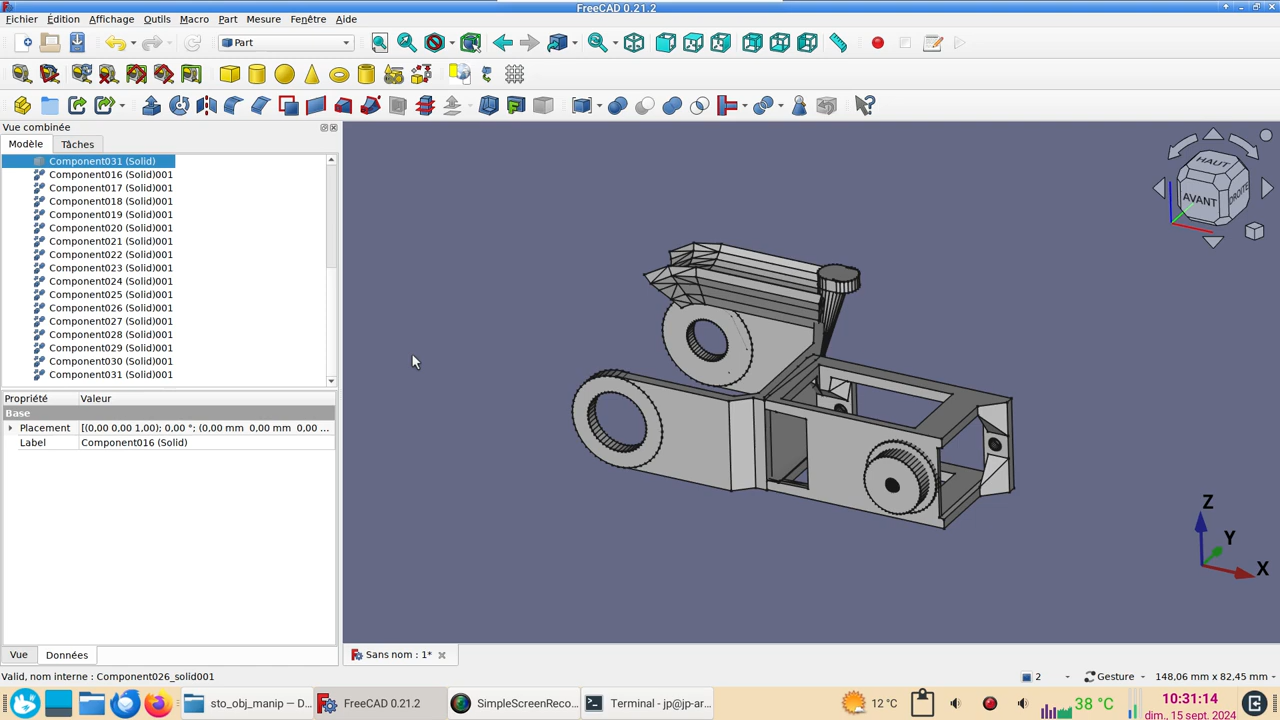 FreeCAD 0.21.2
Fichier Édition Affichage Outils Macro Part Mesure Fenêtre Aide
Part
Vue combinée
Modèle Tâches
Component031 (Solid)
Component016 (Solid)001
Component017 (Solid)001
Component018 (Solid)001
Component019 (Solid)001
Component020 (Solid)001
Component021 (Solid)001
Component022 (Solid)001
Component023 (Solid)001
Component024 (Solid)001
Component025 (Solid)001
Component026 (Solid)001
Component027 (Solid)001
Component028 (Solid)001
Component029 (Solid)001
Component030 (Solid)001
Component031 (Solid)001
Propriété Valeur
Base
Placement [(0,00 0,00 1,00); 0,00 °; (0,00 mm 0,00 mm 0,00 ...
Label Component016 (Solid)
Vue Données
HAUT
AVANT
DROITE
Z
Y
X
Sans nom : 1*
Valid, nom interne : Component026_solid001
2 Gesture 148,06 mm x 82,45 mm
sto_obj_manip — D... FreeCAD 0.21.2 SimpleScreenReco... Terminal - jp@jp-ar... 12 °C 38 °C
10:31:14
dim., 15 sept. 2024